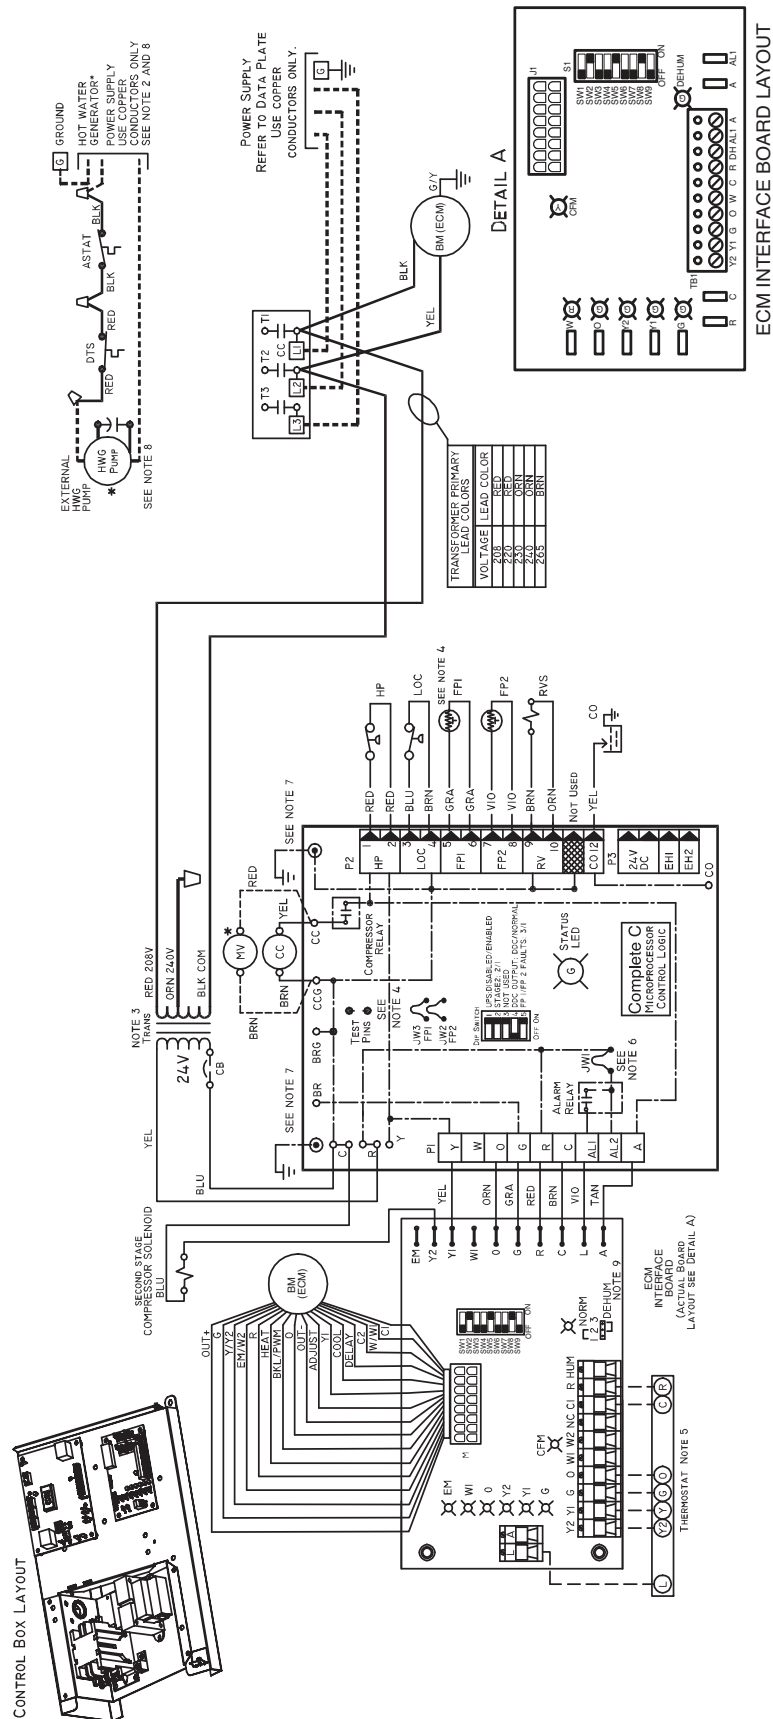 GROUND
HOT WATER
GENERATOR*
POWER SUPPLY
USE COPPER
CONDUCTORS ONLY
SEE NOTE 2 AND 8
G
BLK
ASTAT
BLK
RED
DTS
RED
HWG
PUMP
*
EXTERNAL
HWG
PUMP
SEE NOTE 8
POWER SUPPLY
REFER TO DATA PLATE
USE COPPER
CONDUCTORS ONLY.
G
T3 T2 T1
CC
L3 L2 L1
BLK
YEL
BM (ECM)
G/Y
TRANSFORMER PRIMARY
LEAD COLORS
VOLTAGE LEAD COLOR
208 RED
220 RED
230 ORN
240 ORN
265 BRN
DETAIL A
J1
S1
SW1
SW2
SW3
SW4
SW5
SW6
SW7
SW8
SW9
OFF ON
CFM
DEHUM
W
O
Y2
Y1
G
TB1
Y2 Y1 G O W C R DH AL1 A
R C A AL1
ECM INTERFACE BOARD LAYOUT
NOTE 3
TRANS
RED 208V
ORN 240V
BLK COM
24V
CB
YEL
BLU
MV
*
CC
RED
YEL
BRN
BRN
SEE NOTE 7
SEE NOTE 7
BR BRG CCG CC
C
R
Y
COMPRESSOR
RELAY
TEST
PINS
SEE
NOTE 4
JW3
FP1
JW2
FP2
DIP SWITCH
UPS:DISABLED/ENABLED
STAGE2: 2/1
NOT USED
DDC OUTPUT: DDC/NORMAL
FP 1/FP 2 FAULTS: 3/1
OFF ON
G
STATUS
LED
Complete C
MICROPROCESSOR
CONTROL LOGIC
JW1
SEE
NOTE 6
ALARM
RELAY
P2
1
HP
2
3
LOC
4
5
FP1
6
7
FP2
8
9
RV
10
CO 12
P3
24V
DC
EH1
EH2
CO
RED
RED
BLU
BRN
GRA
GRA
VIO
VIO
BRN
ORN
NOT USED
YEL
HP
LOC
SEE NOTE 4
FP1
FP2
RVS
CO
P1
Y
W
O
G
R
C
AL1
AL2
A
YEL
ORN
GRA
RED
BRN
VIO
TAN
SECOND STAGE
COMPRESSOR SOLENOID
BLU
BM
(ECM)
OUT+
G
Y/Y2
EM/W2
R
HEAT
BKL/PWM
O
OUT-
ADJUST
Y1
COOL
DELAY
C2
W/W1
C1
EM
Y2
Y1
W1
O
G
R
C
L
A
SW1
SW2
SW3
SW4
SW5
SW6
SW7
SW8
SW9
OFF ON
M
NORM
1 2 3
DEHUM
NOTE 9
ECM
INTERFACE
BOARD
(ACTUAL BOARD
LAYOUT SEE DETAIL A)
CFM
EM
W1
O
Y2
Y1
G
L A
Y2 Y1 G O W1 W2 NC C1 R HUM
L Y2 Y G O C R
THERMOSTAT NOTE 5
CONTROL BOX LAYOUT